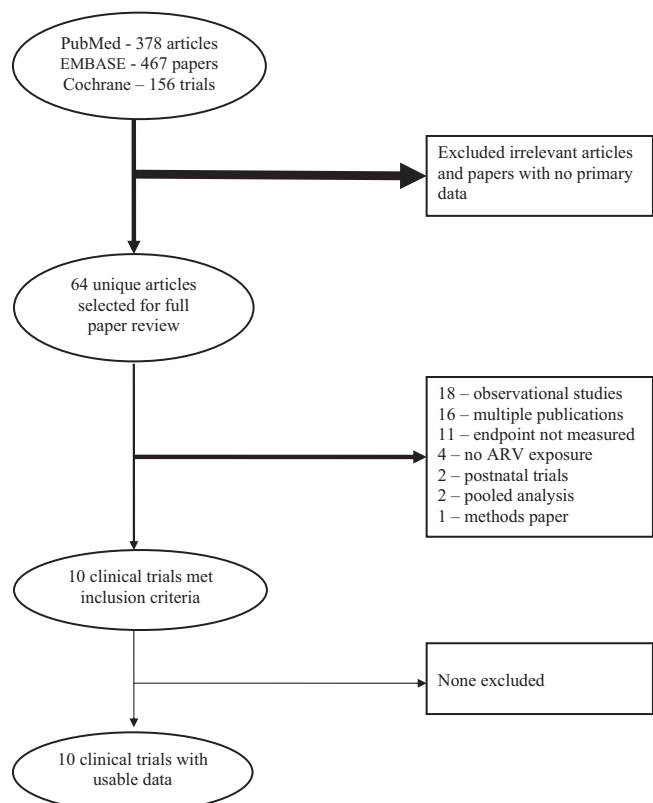 PubMed - 378 articles
EMBASE - 467 papers
Cochrane – 156 trials
Excluded irrelevant articles
and papers with no primary
data
64 unique articles
selected for full
paper review
18 – observational studies
16 – multiple publications
11 – endpoint not measured
4 – no ARV exposure
2 – postnatal trials
2 – pooled analysis
1 – methods paper
10 clinical trials met
inclusion criteria
None excluded
10 clinical trials with
usable data